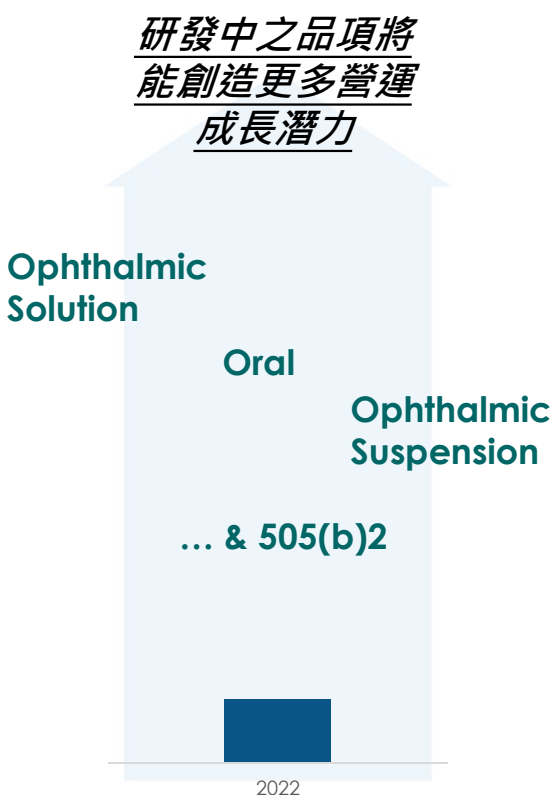 研發中之品項將
能創造更多營運
成長潛力
Ophthalmic
Solution
Oral
Ophthalmic
Suspension
... & 505(b)2
2022